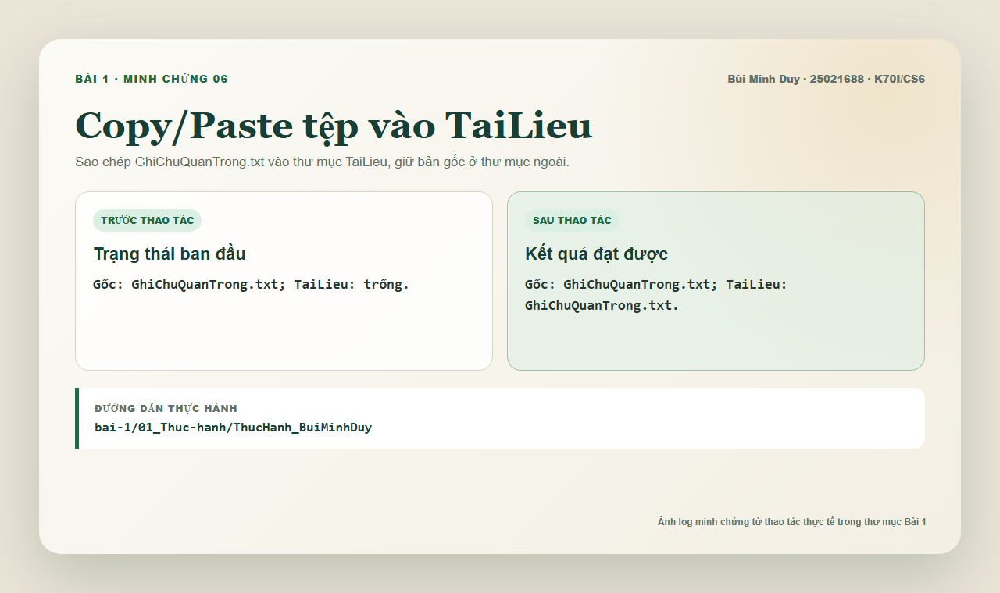 BÀI 1 · MINH CHỨNG 06
Bùi Minh Duy · 25021688 · K70I/CS6
Copy/Paste tệp vào TaiLieu
Sao chép GhiChuQuanTrong.txt vào thư mục TaiLieu, giữ bản gốc ở thư mục ngoài.
TRƯỚC THAO TÁC
Trạng thái ban đầu
Gốc: GhiChuQuanTrong.txt; TaiLieu: trống.
SAU THAO TÁC
Kết quả đạt được
Gốc: GhiChuQuanTrong.txt; TaiLieu:
GhiChuQuanTrong.txt.
ĐƯỜNG DẪN THỰC HÀNH
bai-1/01_Thuc-hanh/ThucHanh_BuiMinhDuy
Ảnh log minh chứng từ thao tác thực tế trong thư mục Bài 1